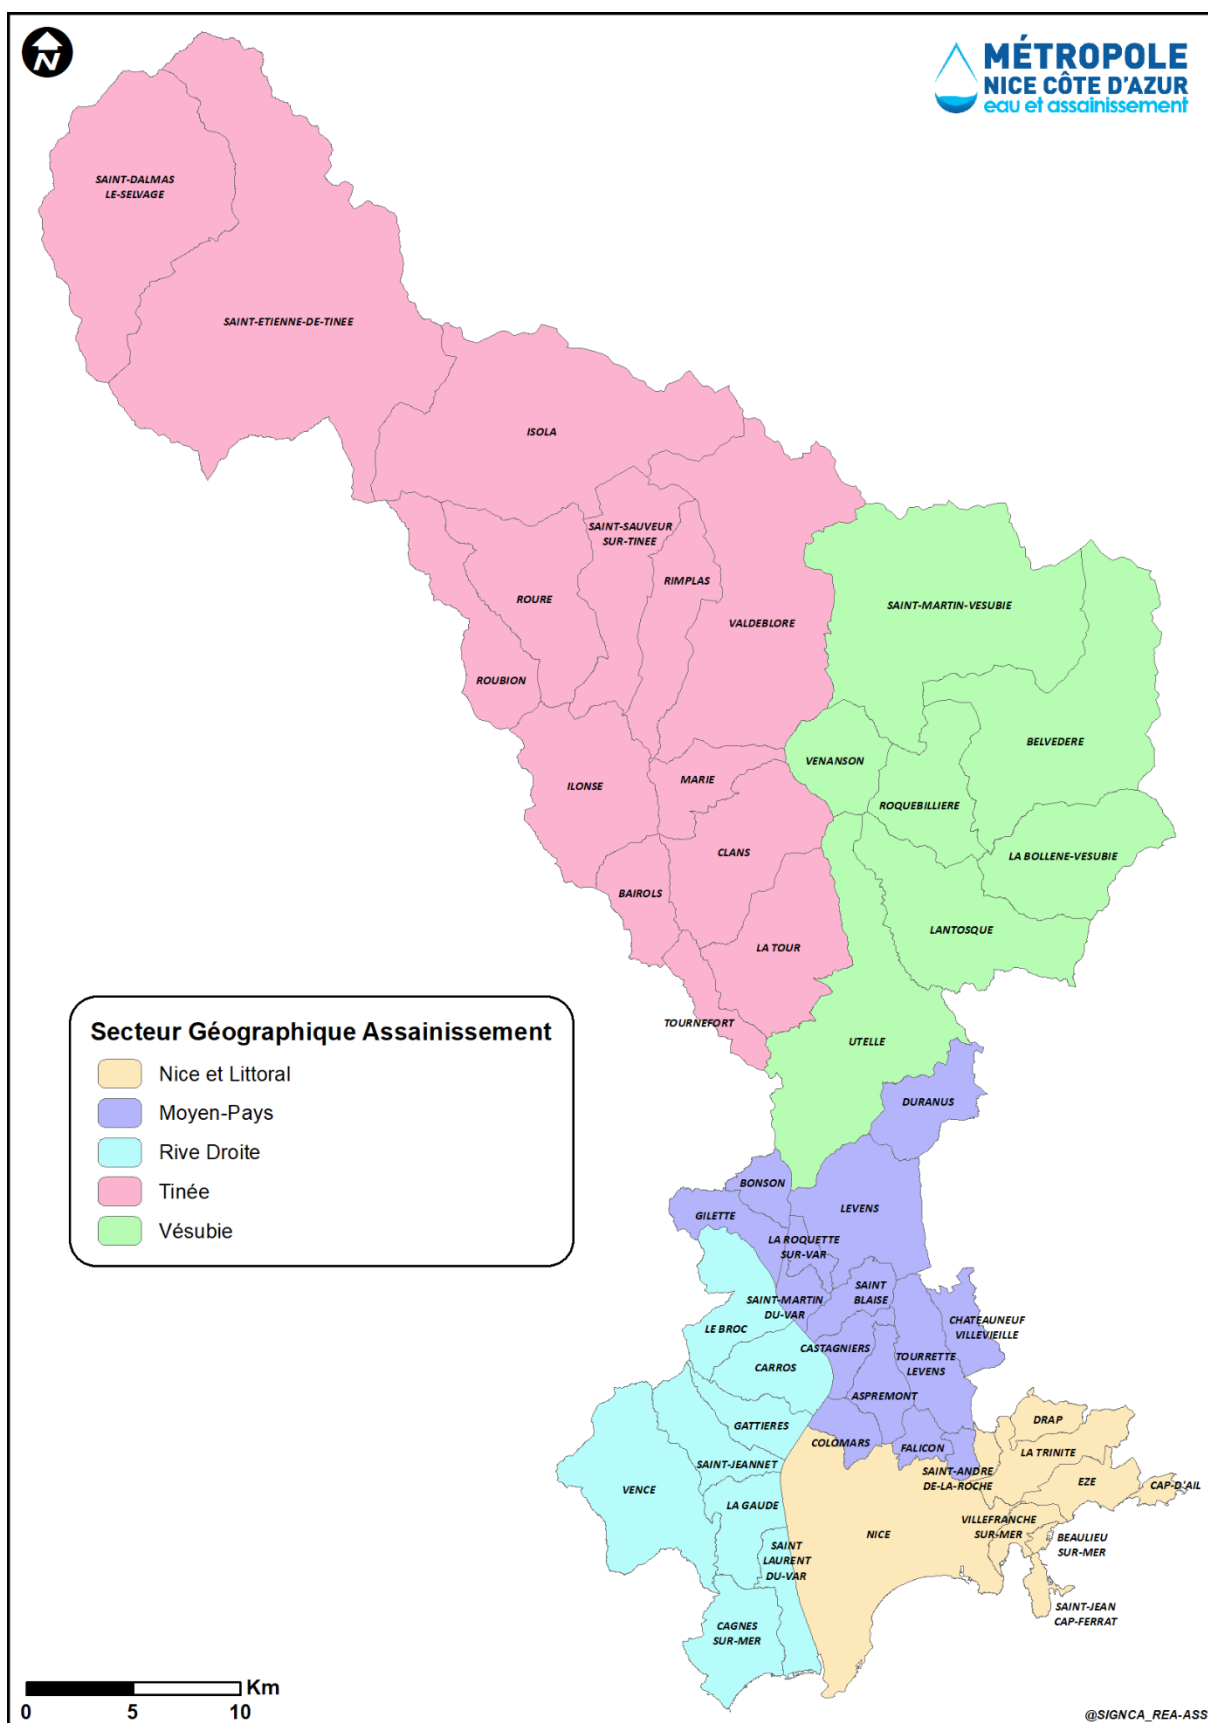 N
MÉTROPOLE
NICE CÔTE D'AZUR
eau et assainissement
SAINT-DALMAS
LE-SELVAGE
SAINT-ETIENNE-DE-TINEE
ISOLA
SAINT-SAUVEUR
SUR-TINEE
RIMPLAS
ROURE
VALDEBLORE
SAINT-MARTIN-VESUBIE
ROUBION
BELVEDERE
VENANSON
MARIE
ILONSE
ROQUEBILLIERE
CLANS
LA BOLLENE-VESUBIE
BAIROLS
LANTOSQUE
LA TOUR
TOURNEFORT
UTELLE
Secteur Géographique Assainissement
Nice et Littoral
Moyen-Pays
Rive Droite
Tinée
Vésubie
DURANUS
BONSON
GILETTE
LEVENS
LA ROQUETTE
SUR-VAR
SAINT
BLAISE
SAINT-MARTIN
DU-VAR
CHATEAUNEUF
VILLEVIEILLE
LE BROC
CASTAGNIERS
TOURRETTE
LEVENS
CARROS
ASPREMONT
GATTIERES
COLOMARS
FALICON
DRAP
LA TRINITE
SAINT-JEANNET
SAINT-ANDRE
DE-LA-ROCHE
EZE
CAP-D'AIL
VENCE
LA GAUDE
NICE
VILLEFRANCHE
SUR-MER
BEAULIEU
SUR-MER
SAINT
LAURENT
DU-VAR
SAINT-JEAN
CAP-FERRAT
CAGNES
SUR-MER
Km
0 5 10
@SIGNCA_REA-ASS